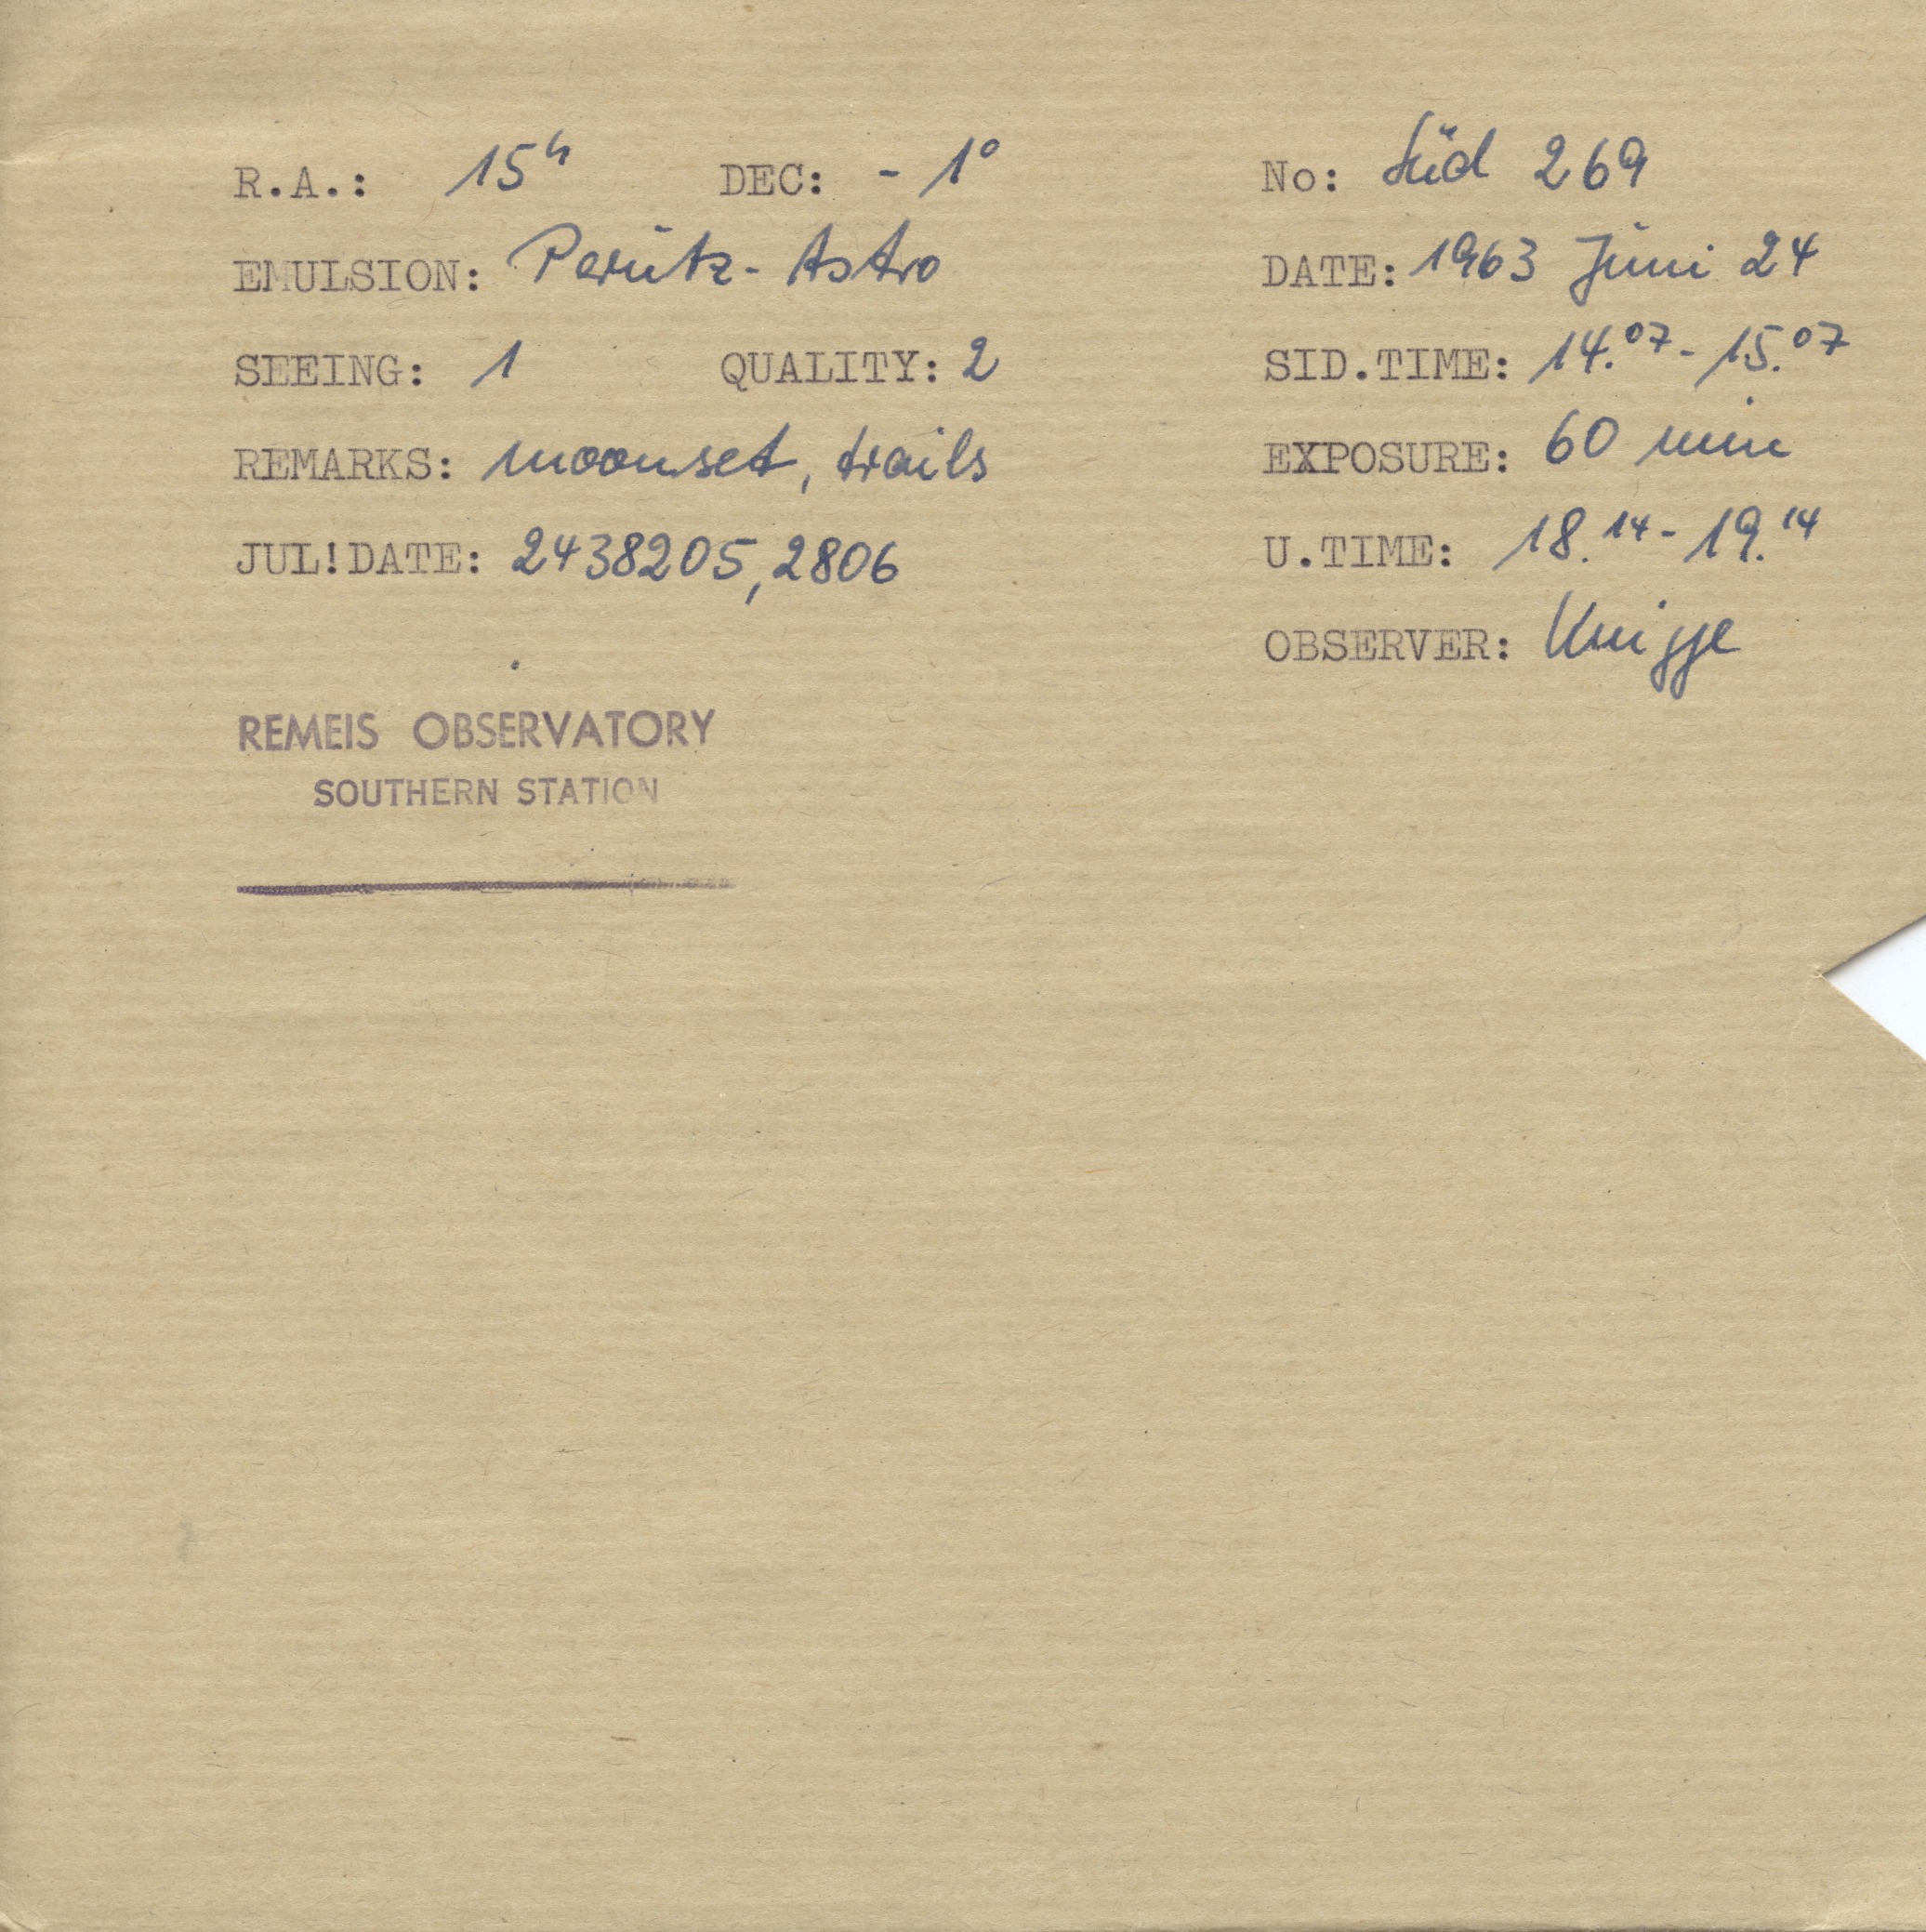 R.A.: 15ʰ DEC: - 1° No: Süd 269
EMULSION: Perutz-Astro DATE: 1963 Juni 24
SEEING: 1 QUALITY: 2 SID.TIME: 14.⁰⁷-15.⁰⁷
REMARKS: moonset, trails EXPOSURE: 60 min
JUL!DATE: 2438205,2806 U.TIME: 18.¹⁴-19.¹⁴
OBSERVER: Knigge
REMEIS OBSERVATORY
SOUTHERN STATION